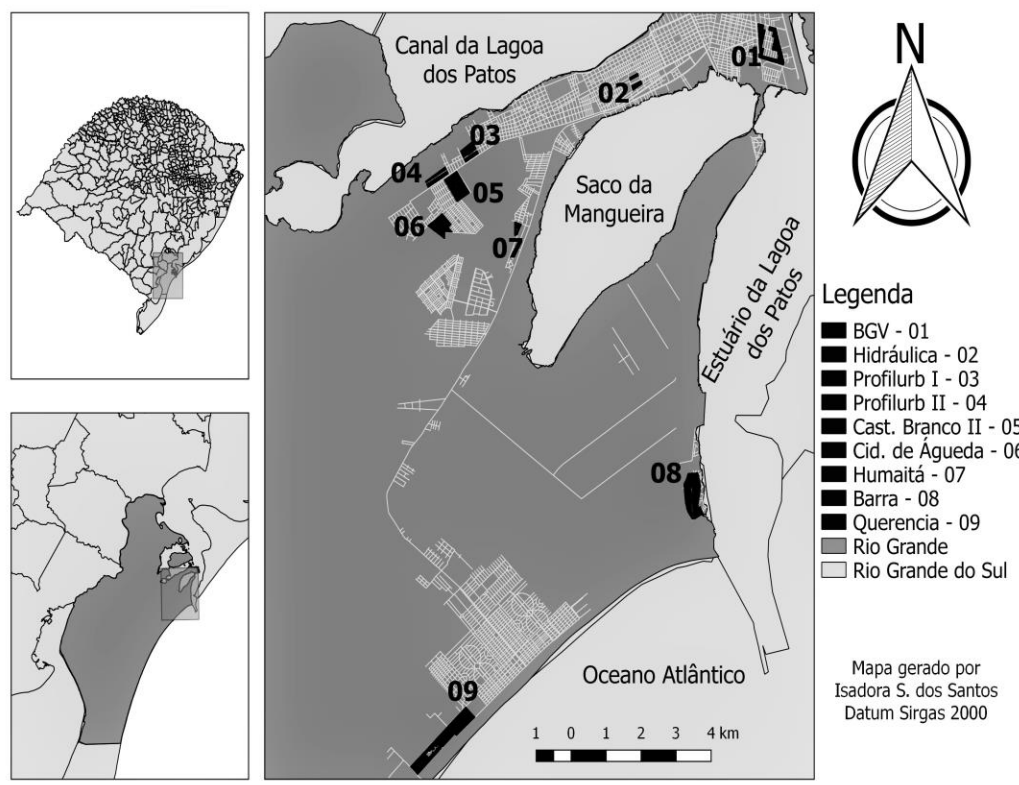 Canal da Lagoa
dos Patos
01
02
03
04
05
06
07
Saco da
Mangueira
Estuário da Lagoa
dos Patos
08
09
Oceano Atlântico
1 0 1 2 3 4 km
N
Legenda
BGV - 01
Hidráulica - 02
Profilurb I - 03
Profilurb II - 04
Cast. Branco II - 05
Cid. de Águeda - 06
Humaitá - 07
Barra - 08
Querencia - 09
Rio Grande
Rio Grande do Sul
Mapa gerado por
Isadora S. dos Santos
Datum Sirgas 2000